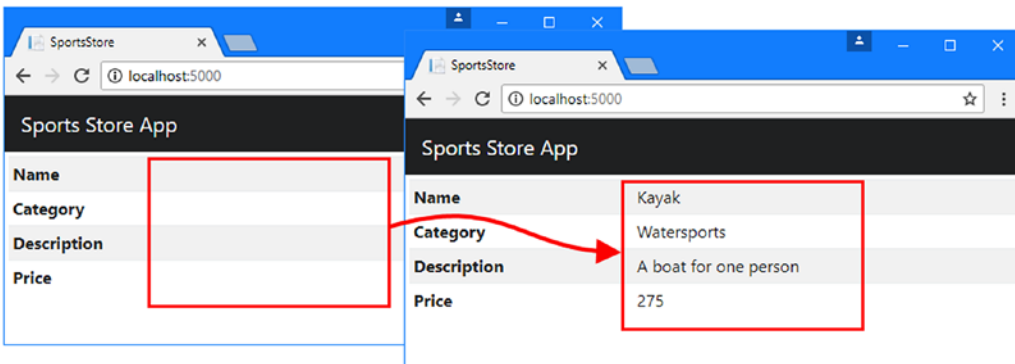 SportsStore
localhost:5000
Sports Store App
Name
Category
Description
Price
SportsStore
localhost:5000
Sports Store App
Name Kayak
Category Watersports
Description A boat for one person
Price 275